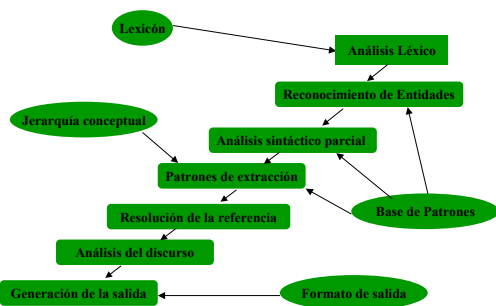 Lexicón
Análisis Léxico
Reconocimiento de Entidades
Jerarquía conceptual
Análisis sintáctico parcial
Patrones de extracción
Resolución de la referencia
Base de Patrones
Análisis del discurso
Generación de la salida
Formato de salida